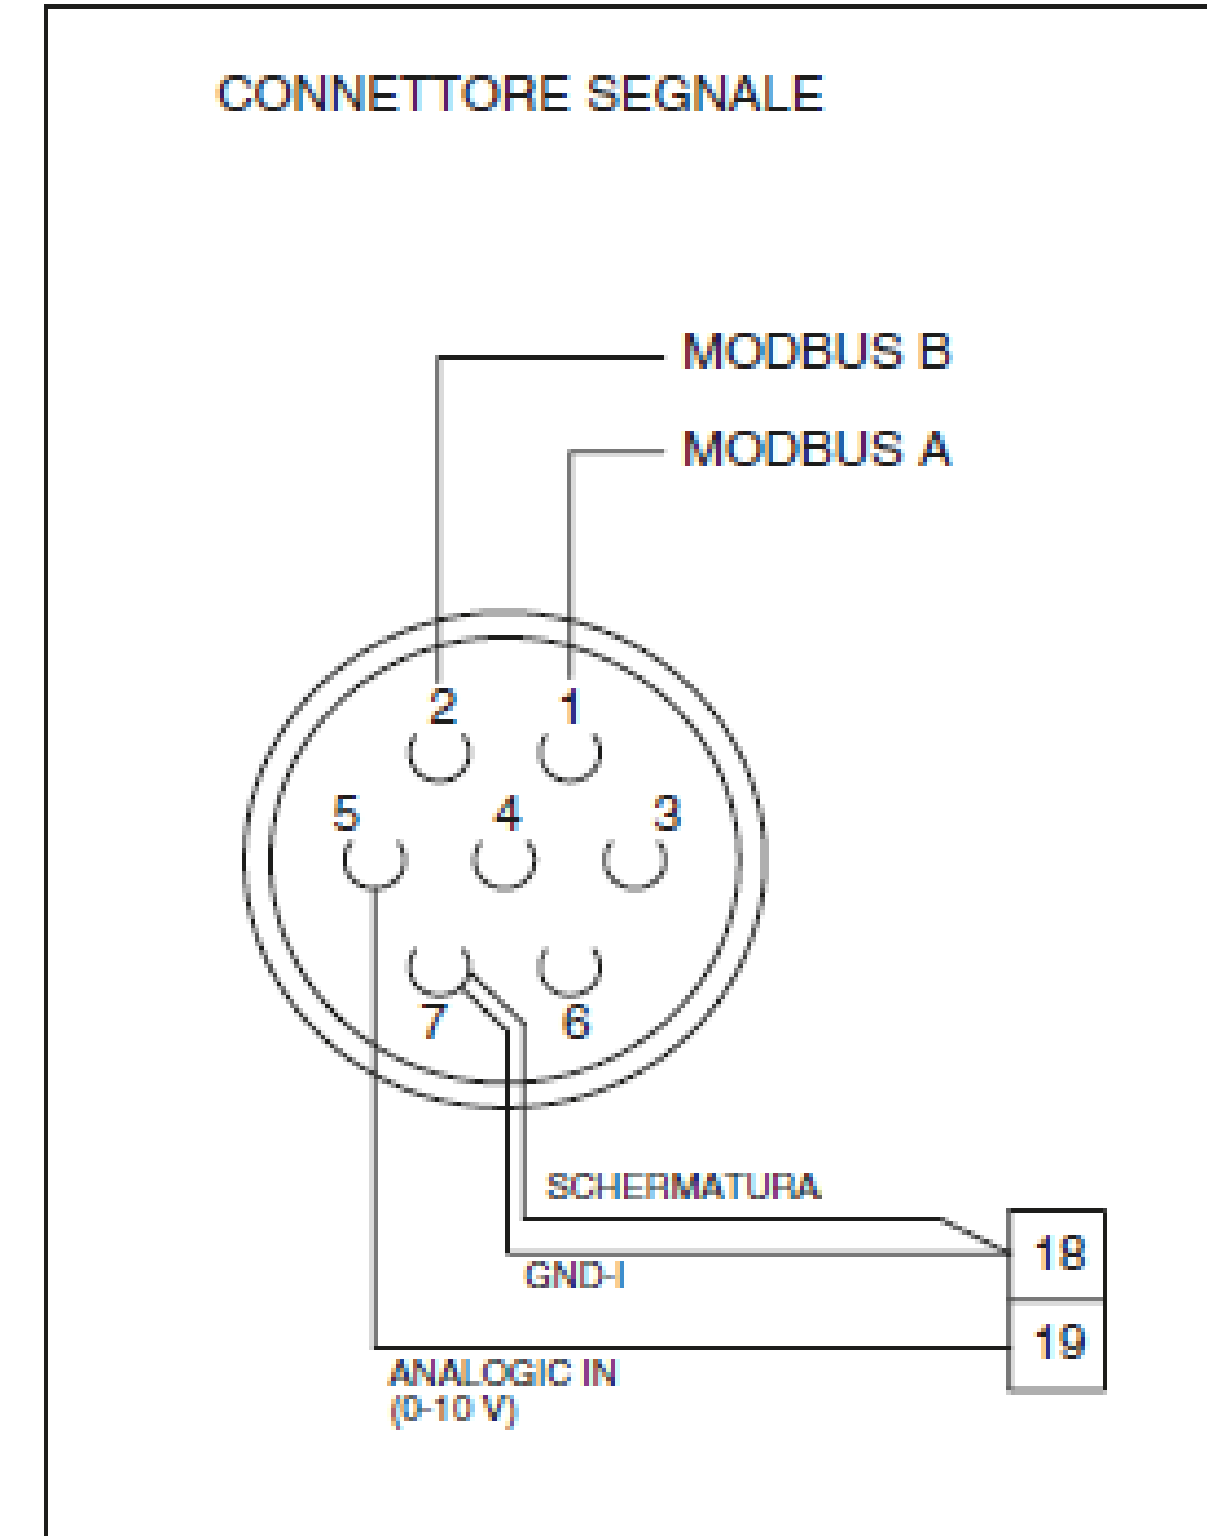 CONNETTORE SEGNALE
MODBUS B
MODBUS A
2 1
5 4 3
7 6
SCHERMATURA
18
GND-I
19
ANALOGIC IN
(0-10 V)